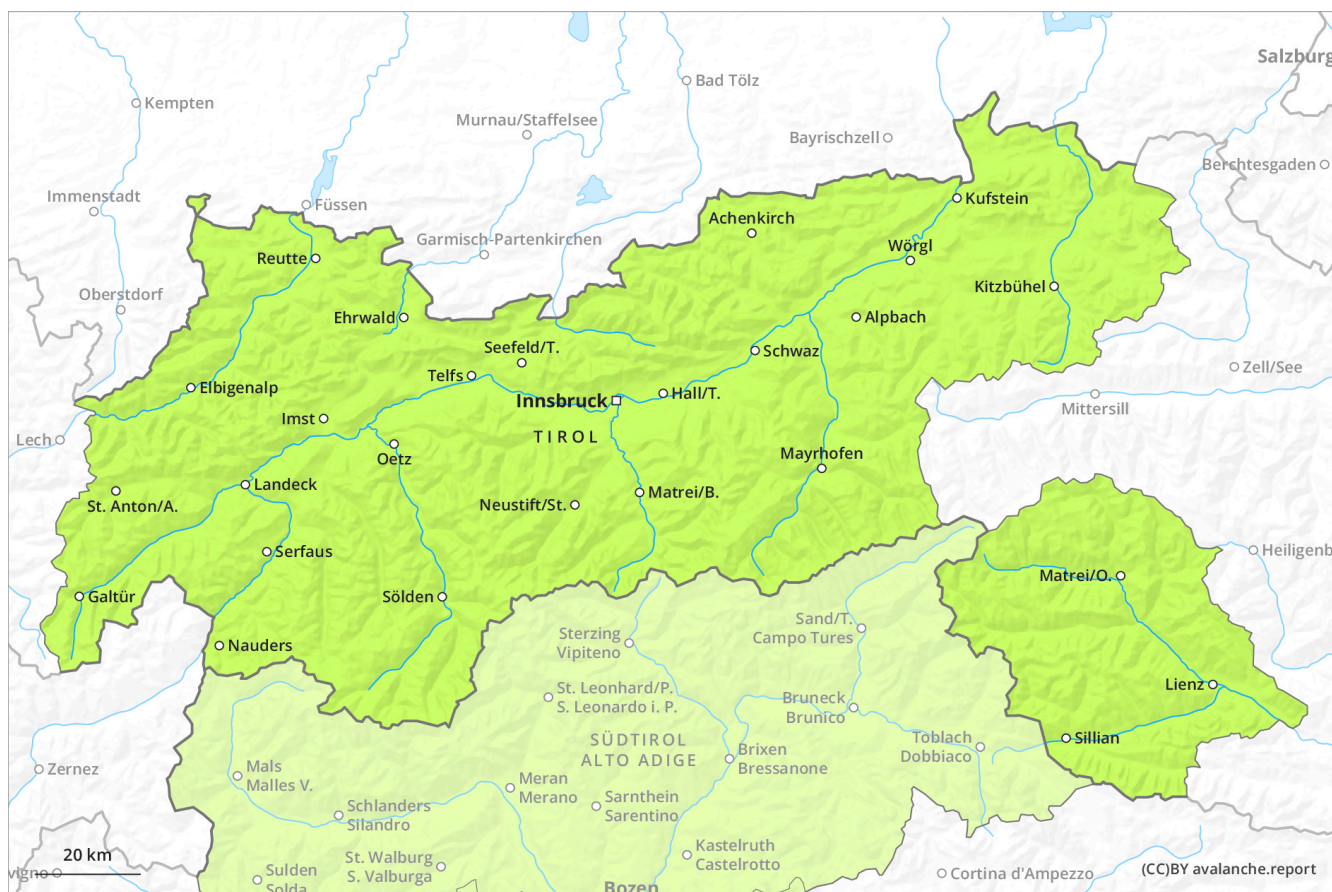 Salzburg
Bad Tölz
Kempten
Murnau/Staffelsee
Bayrischzell
Berchtesgaden
Immenstadt
Füssen
Kufstein
Achenkirch
Garmisch-Partenkirchen
Wörgl
Reutte
Kitzbühel
Oberstdorf
Ehrwald
Alpbach
Seefeld/T.
Schwaz
Zell/See
Telfs
Elbigenalp
Hall/T.
Innsbruck
Mittersill
Imst
TIROL
Lech
Mayrhofen
Oetz
Landeck
Matrei/B.
St. Anton/A.
Neustift/St.
Serfaus
Heiligenb
Matrei/O.
Galtür
Sölden
Sand/T.
Campo Tures
Sterzing
Vipiteno
Nauders
Lienz
St. Leonhard/P.
S. Leonardo i. P.
Bruneck
Brunico
Sillian
SÜDTIROL
ALTO ADIGE
Toblach
Dobbiaco
Brixen
Bressanone
Zernez
Mals
Malles V.
Meran
Merano
Sarnthein
Sarentino
Schlanders
Silandro
Kastelruth
Castelrotto
20 km
St. Walburg
S. Valburga
vigno
Sulden
Solda
Cortina d'Ampezzo
(CC)BY avalanche.report
Bozen